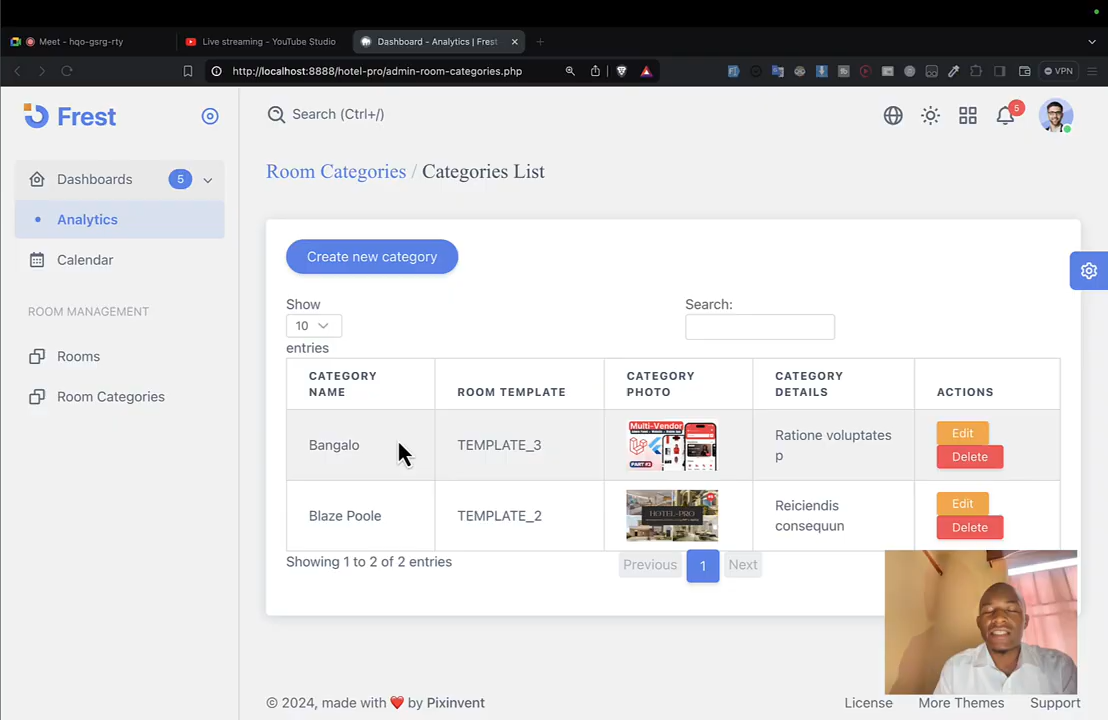 Meet - hqo-gsrg-rty
Live streaming - YouTube Studio
Dashboard - Analytics | Frest
http://localhost:8888/hotel-pro/admin-room-categories.php
VPN
Frest
Search (Ctrl+/)
5
Dashboards
5
Analytics
Calendar
ROOM MANAGEMENT
Rooms
Room Categories
Room Categories / Categories List
Create new category
Show
10
entries
Search:
CATEGORY NAME
ROOM TEMPLATE
CATEGORY PHOTO
CATEGORY DETAILS
ACTIONS
Bangalo
TEMPLATE_3
Multi-Vendor
PART #3
Ratione voluptates
p
Edit
Delete
Blaze Poole
TEMPLATE_2
HOTEL-PRO
Reiciendis
consequun
Edit
Delete
Showing 1 to 2 of 2 entries
Previous
1
Next
© 2024, made with ❤️ by Pixinvent
License
More Themes
Support